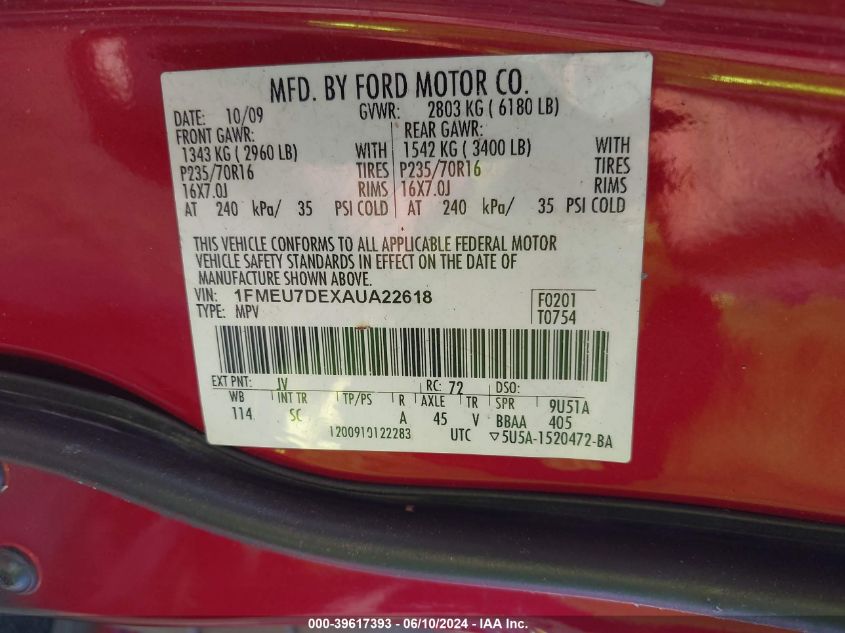 MFD. BY FORD MOTOR CO.
DATE: 10/09 GVWR: 2803 KG ( 6180 LB)
FRONT GAWR: REAR GAWR:
1343 KG ( 2960 LB) WITH 1542 KG ( 3400 LB) WITH
P235/70R16 TIRES P235/70R16 TIRES
16X7.0J RIMS 16X7.0J RIMS
AT 240 kPa/ 35 PSI COLD AT 240 kPa/ 35 PSI COLD
THIS VEHICLE CONFORMS TO ALL APPLICABLE FEDERAL MOTOR
VEHICLE SAFETY STANDARDS IN EFFECT ON THE DATE OF
MANUFACTURE SHOWN ABOVE.
VIN: 1FMEU7DEXAUA22618 F0201
TYPE: MPV T0754
EXT PNT: JV RC: 72 DSO:
WB INT TR TP/PS R AXLE TR SPR 9U51A
114 SC A 45 V BBAA 405
1200910122283 UTC ▽5U5A-1520472-BA
000-39617393 - 06/10/2024 - IAA Inc.